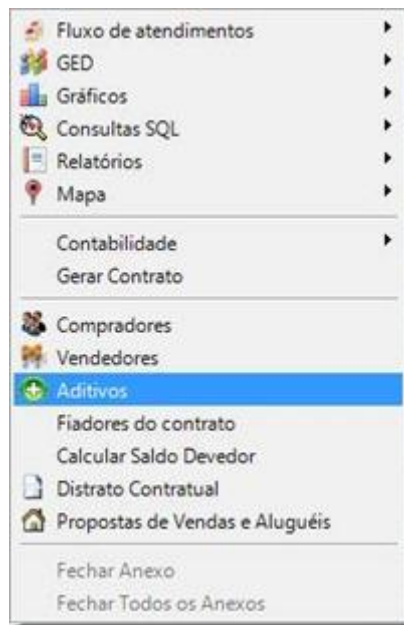 Fluxo de atendimentos
GED
Gráficos
Consultas SQL
Relatórios
Mapa
Contabilidade
Gerar Contrato
Compradores
Vendedores
Aditivos
Fiadores do contrato
Calcular Saldo Devedor
Distrato Contratual
Propostas de Vendas e Aluguéis
Fechar Anexo
Fechar Todos os Anexos